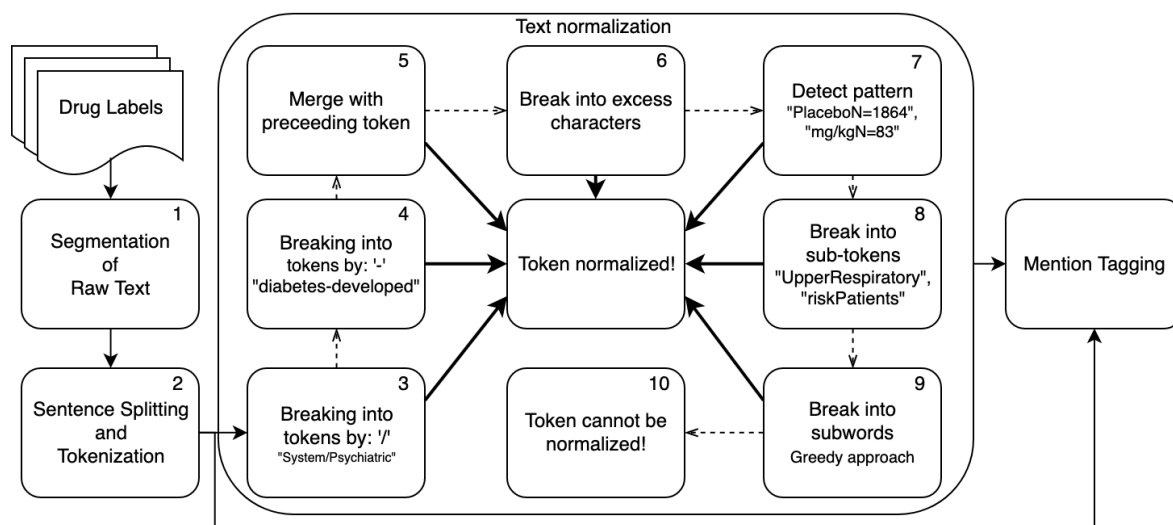 Text normalization
Drug Labels
1
Segmentation
of
Raw Text
2
Sentence Splitting
and
Tokenization
3
Breaking into
tokens by: '/'
"System/Psychiatric"
4
Breaking into
tokens by: '-'
"diabetes-developed"
5
Merge with
preceeding token
6
Break into excess
characters
7
Detect pattern
"PlaceboN=1864",
"mg/kgN=83"
8
Break into
sub-tokens
"UpperRespiratory",
"riskPatients"
9
Break into
subwords
Greedy approach
10
Token cannot be
normalized!
Token normalized!
Mention Tagging